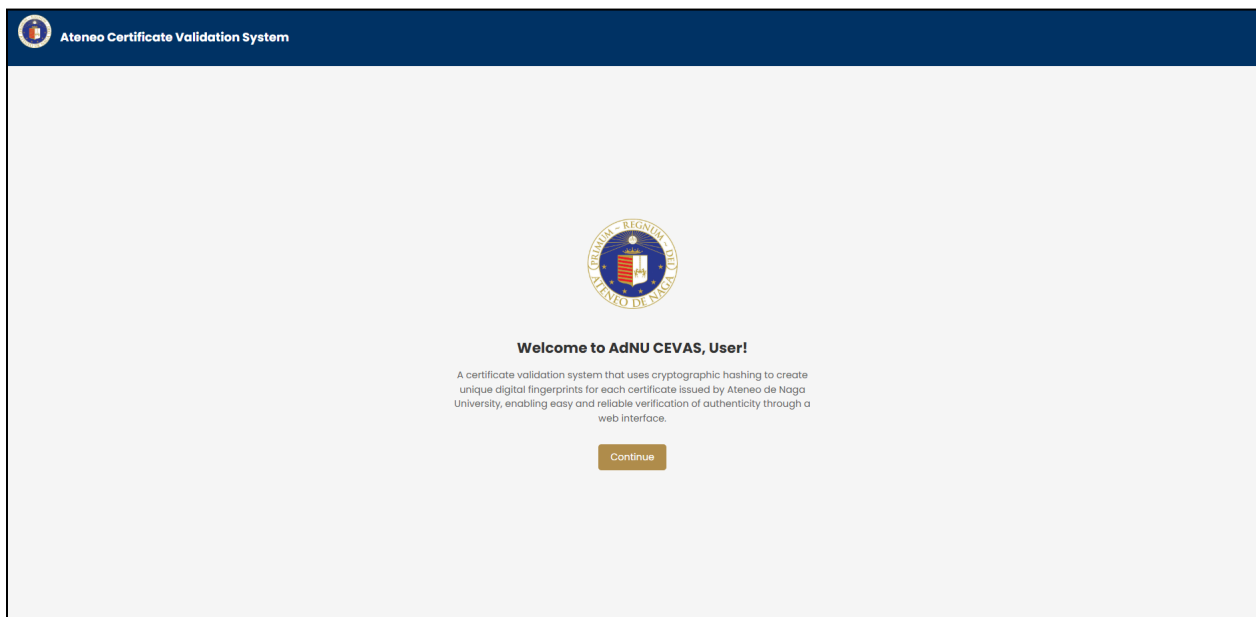 Ateneo Certificate Validation System
(PRIMUM – REGNUM – DEI)
ATENEO DE NAGA
Welcome to AdNU CEVAS, User!
A certificate validation system that uses cryptographic hashing to create
unique digital fingerprints for each certificate issued by Ateneo de Naga
University, enabling easy and reliable verification of authenticity through a
web interface.
Continue